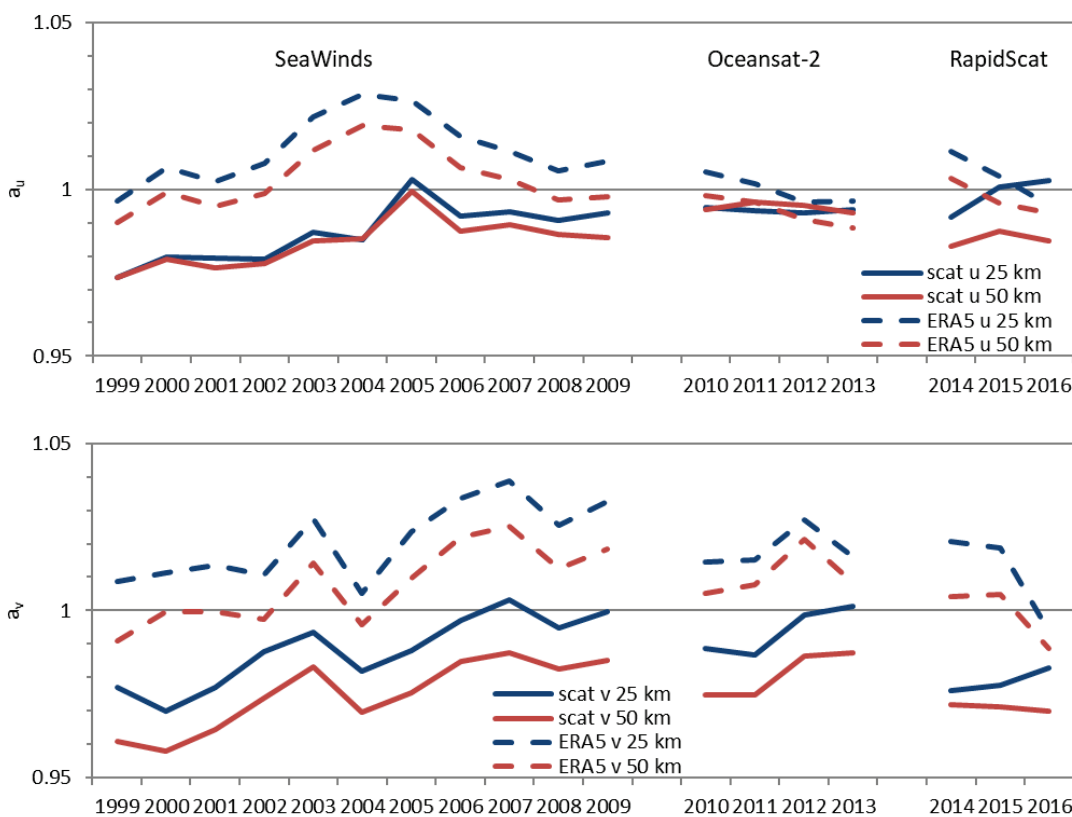 1.05
SeaWinds Oceansat-2 RapidScat
a_u
1
scat u 25 km
scat u 50 km
ERA5 u 25 km
ERA5 u 50 km
0.95
1999 2000 2001 2002 2003 2004 2005 2006 2007 2008 2009 2010 2011 2012 2013 2014 2015 2016
1.05
a_v
1
scat v 25 km
scat v 50 km
ERA5 v 25 km
ERA5 v 50 km
0.95
1999 2000 2001 2002 2003 2004 2005 2006 2007 2008 2009 2010 2011 2012 2013 2014 2015 2016